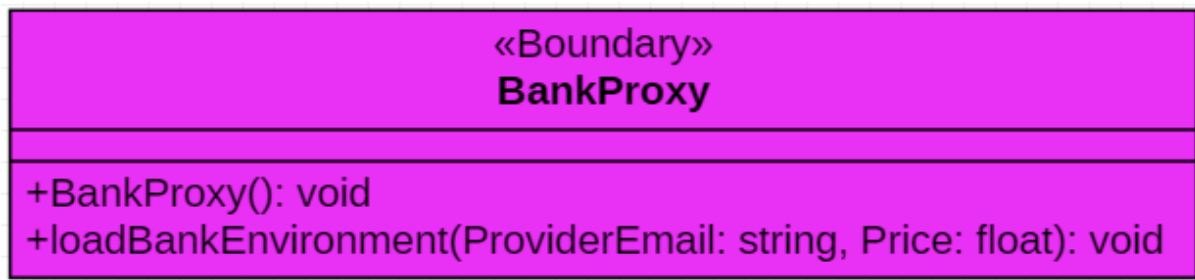 «Boundary»
BankProxy
+BankProxy(): void
+loadBankEnvironment(ProviderEmail: string, Price: float): void